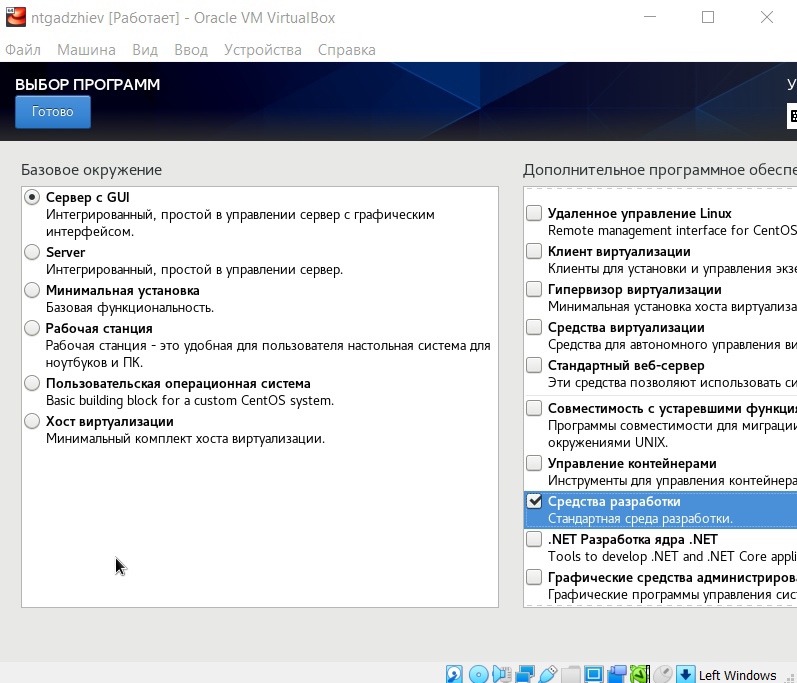 ntgadzhiev [Работает] - Oracle VM VirtualBox
Файл Машина Вид Ввод Устройства Справка
ВЫБОР ПРОГРАММ
У
Готово
Базовое окружение
Сервер с GUI
Интегрированный, простой в управлении сервер с графическим
интерфейсом.
Server
Интегрированный, простой в управлении сервер.
Минимальная установка
Базовая функциональность.
Рабочая станция
Рабочая станция - это удобная для пользователя настольная система для
ноутбуков и ПК.
Пользовательская операционная система
Basic building block for a custom CentOS system.
Хост виртуализации
Минимальный комплект хоста виртуализации.
Дополнительное программное обеспе
Удаленное управление Linux
Remote management interface for CentOS
Клиент виртуализации
Клиенты для установки и управления экзе
Гипервизор виртуализации
Минимальная установка хоста виртуализа
Средства виртуализации
Средства для автономного управления ви
Стандартный веб-сервер
Эти средства позволяют использовать си
Совместимость с устаревшими функция
Программы совместимости для миграции
окружениями UNIX.
Управление контейнерами
Инструменты для управления контейнера
Средства разработки
Стандартная среда разработки.
.NET Разработка ядра .NET
Tools to develop .NET and .NET Core appli
Графические средства администрирова
Графические программы управления сис
Left Windows